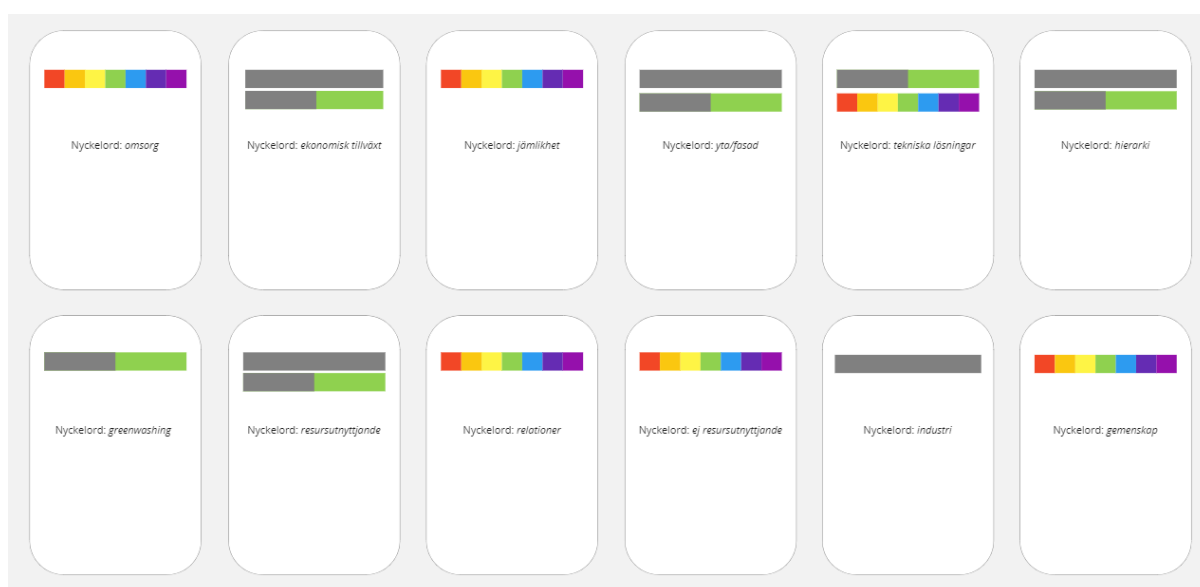 Nyckelord: omsorg
Nyckelord: ekonomisk tillväxt
Nyckelord: jämlikhet
Nyckelord: yta/fasad
Nyckelord: tekniska lösningar
Nyckelord: hierarki
Nyckelord: greenwashing
Nyckelord: resursutnyttjande
Nyckelord: relationer
Nyckelord: ej resursutnyttjande
Nyckelord: industri
Nyckelord: gemenskap